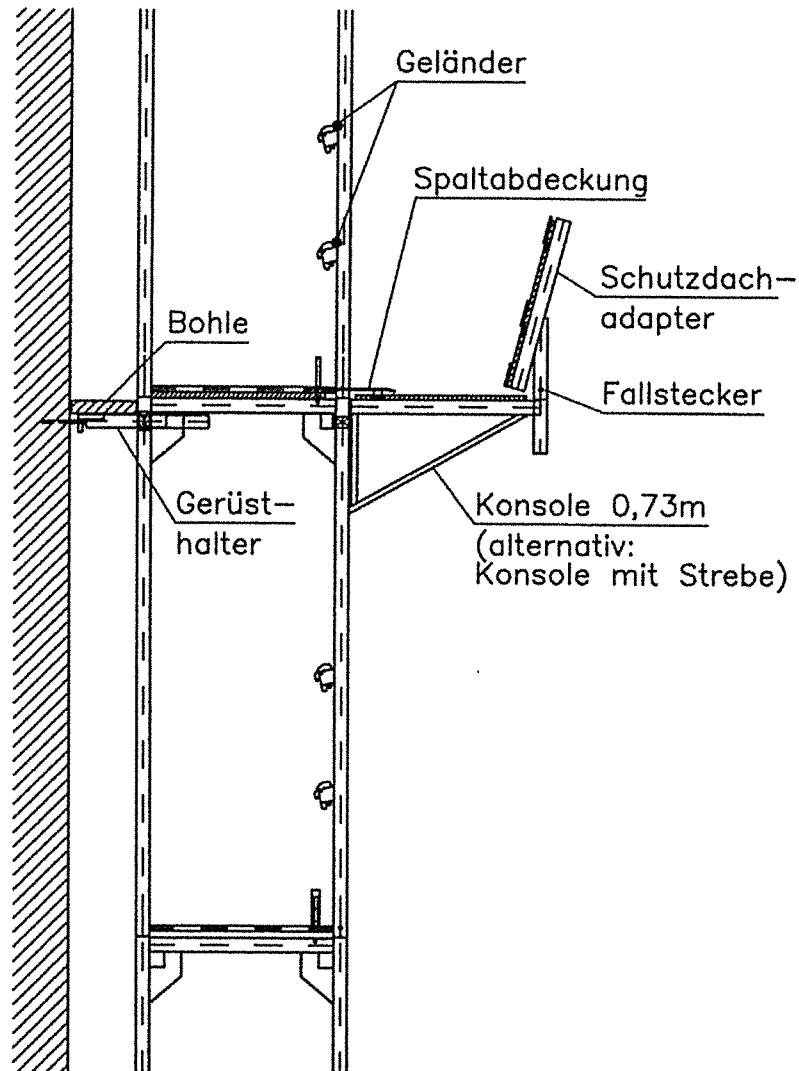 Geländer
Spaltabdeckung
Schutzdach-
adapter
Bohle
Fallstecker
Gerüst-
halter
Konsole 0,73m
(alternativ:
Konsole mit Strebe)